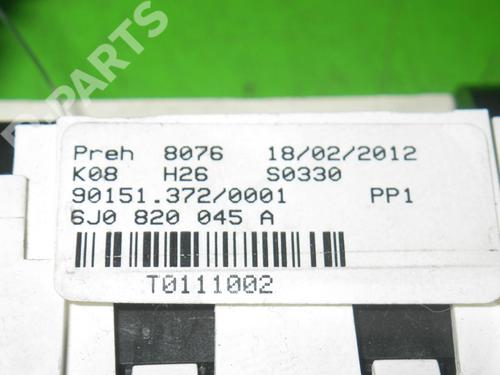 B-PARTS
Preh 8076 18/02/2012
K08 H26 S0330
90151.372/0001 PP1
6J0 820 045 A
T0111002